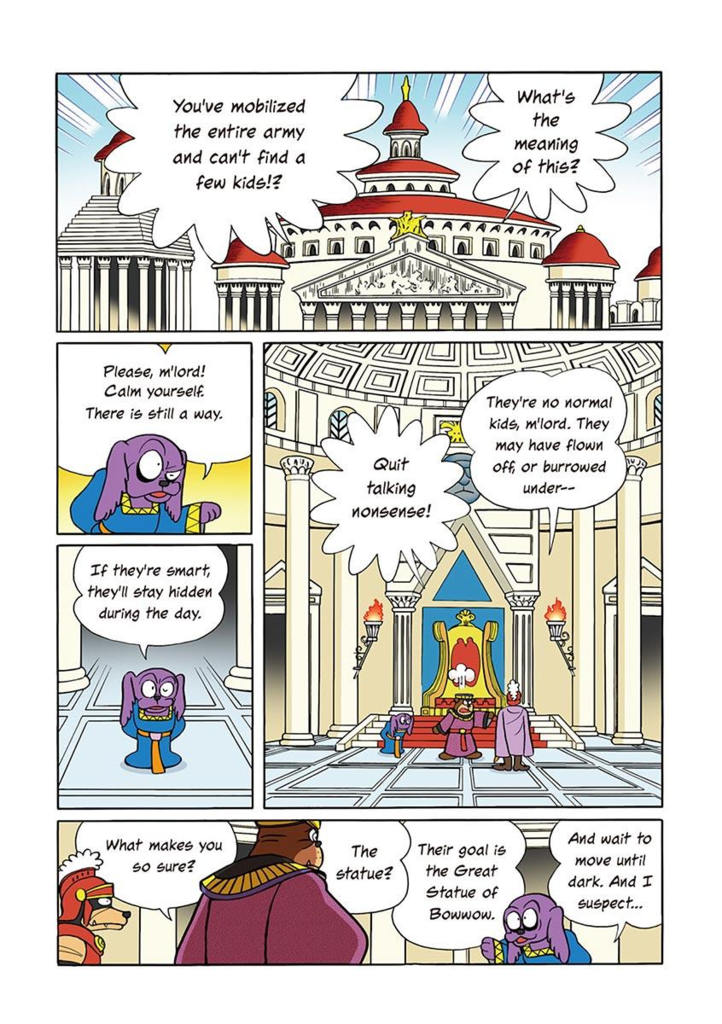 What's
the
meaning
of this?
You've mobilized
the entire army
and can't find a
few kids!?
They're no normal
kids, m'lord. They
may have flown
off, or burrowed
under--
Quit
talking
nonsense!
Please, m'lord!
Calm yourself.
There is still a way.
If they're smart,
they'll stay hidden
during the day.
And wait to
move until
dark. And I
suspect...
Their goal is
the Great
Statue of
Bowwow.
The
statue?
What makes you
so sure?